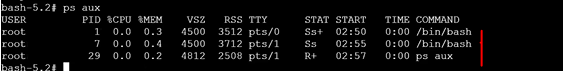 bash-5.2# ps aux
USER PID %CPU %MEM VSZ RSS TTY STAT START TIME COMMAND
root 1 0.0 0.3 4500 3512 pts/0 Ss+ 02:50 0:00 /bin/bash
root 7 0.0 0.4 4500 3712 pts/1 Ss 02:55 0:00 /bin/bash
root 29 0.0 0.2 4812 2508 pts/1 R+ 02:57 0:00 ps aux
bash-5.2#